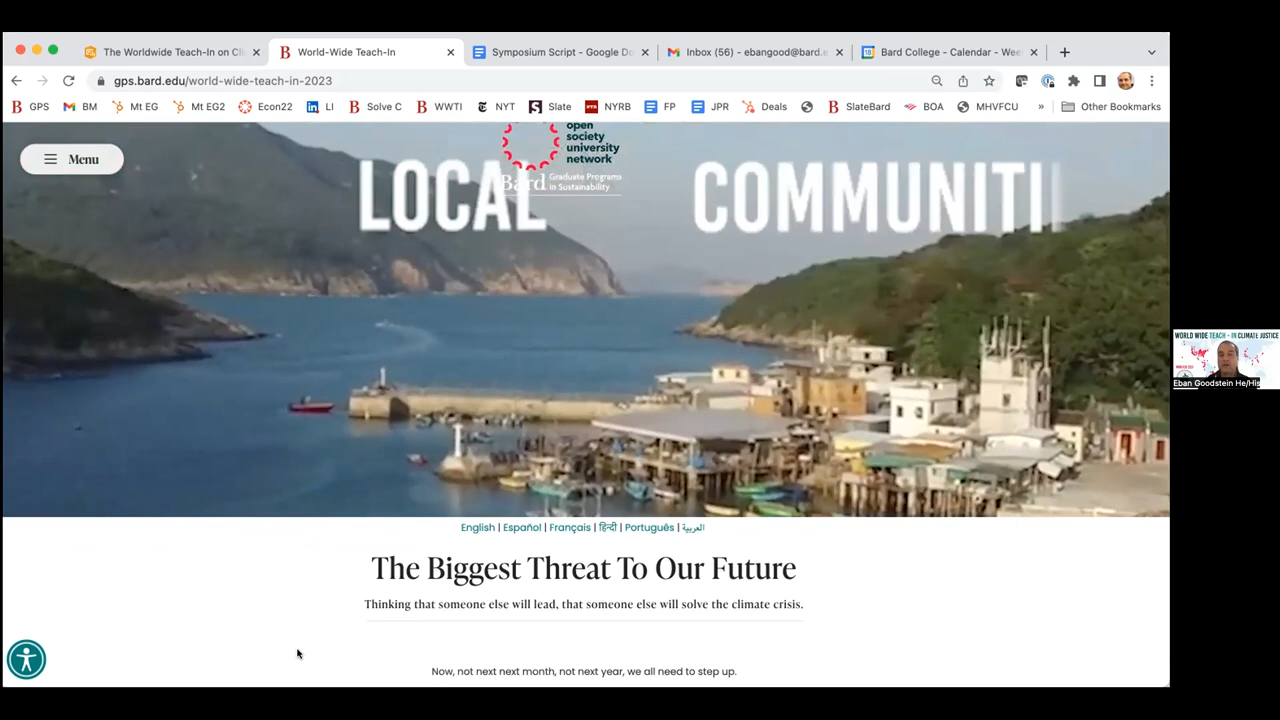 The Worldwide Teach-In on Cli
World-Wide Teach-In
Symposium Script - Google Do
Inbox (56) - ebangood@bard.e
Bard College - Calendar - Wee
gps.bard.edu/world-wide-teach-in-2023
GPS
BM
Mt EG
Mt EG2
Econ22
LI
Solve C
WWTI
NYT
Slate
NYRB
FP
JPR
Deals
SlateBard
BOA
MHVFCU
»
Other Bookmarks
Menu
open
society
university
network
Bard Graduate Programs
in Sustainability
LOCAL COMMUNITI
WORLD WIDE TEACH - IN CLIMATE JUSTICE
Eban Goodstein He/His
English | Español | Français | हिन्दी | Português | العربية
The Biggest Threat To Our Future
Thinking that someone else will lead, that someone else will solve the climate crisis.
Now, not next next month, not next year, we all need to step up.